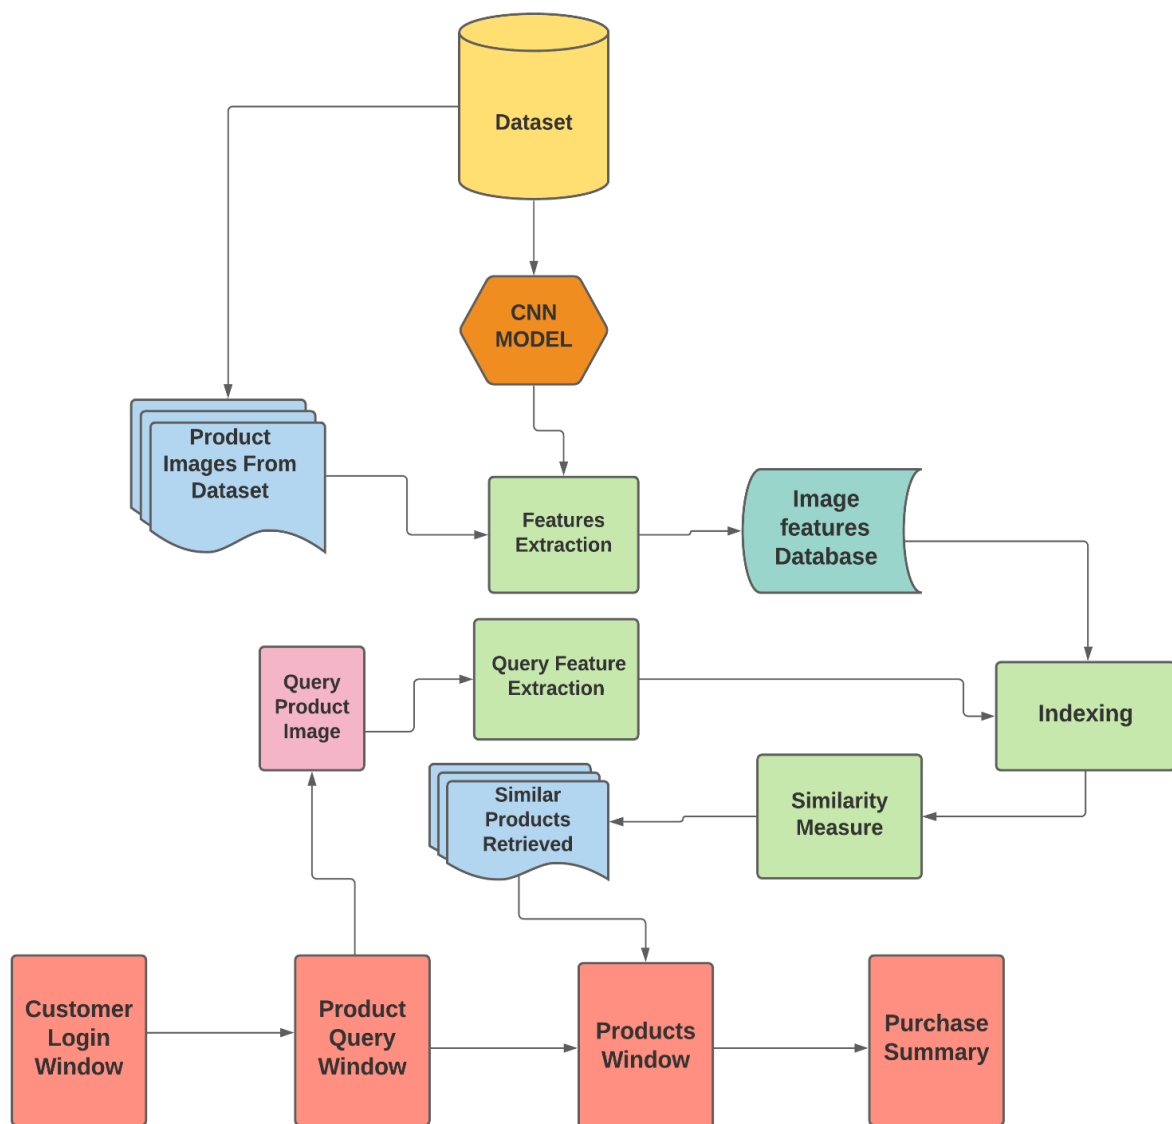 Dataset
CNN
MODEL
Product
Images From
Dataset
Features
Extraction
Image
features
Database
Query
Product
Image
Query Feature
Extraction
Indexing
Similar
Products
Retrieved
Similarity
Measure
Customer
Login
Window
Product
Query
Window
Products
Window
Purchase
Summary